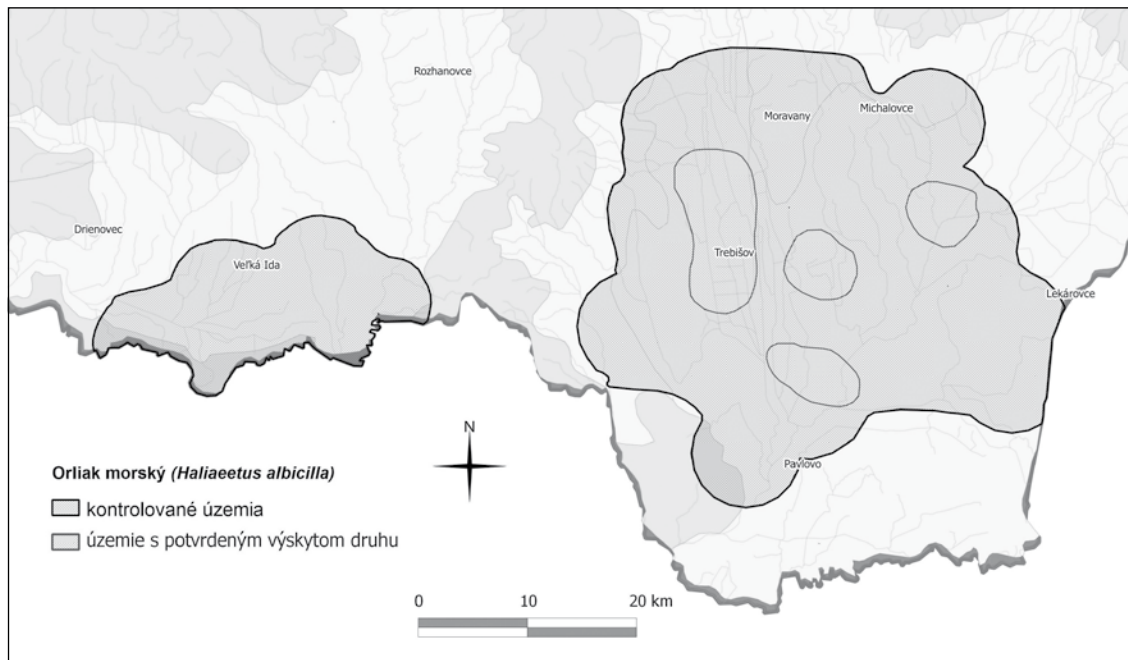 Rozhanovce
Moravany
Michalovce
Drienovec
Veľká Ida
Trebišov
Lekárovce
Pavlovo
N
Orliak morský (Haliaeetus albicilla)
kontrolované územia
územie s potvrdeným výskytom druhu
0 10 20 km